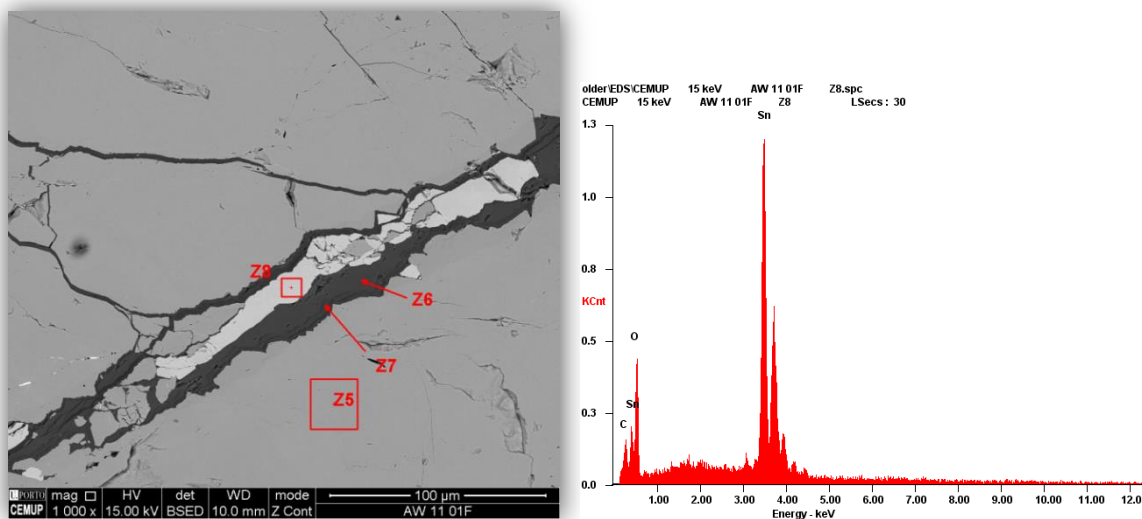 Z8
Z6
Z7
Z5
U.PORTO
CEMUP
mag □ HV det WD mode
1 000 x 15.00 kV BSED 10.0 mm Z Cont
100 µm
AW 11 01F
older\EDS\CEMUP 15 keV AW 11 01F Z8.spc
CEMUP 15 keV AW 11 01F Z8 LSecs : 30
Sn
1.3
1.0
0.8
KCnt
0.5
O
0.3
Sn
C
0.0
1.00 2.00 3.00 4.00 5.00 6.00 7.00 8.00 9.00 10.00 11.00 12.0
Energy - keV